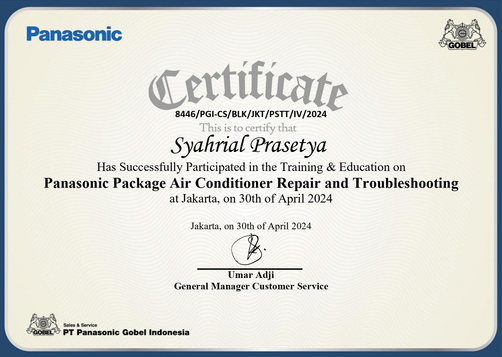 Panasonic
GOBEL
Certificate
8446/PGI-CS/BLK/JKT/PSTT/IV/2024
This is to certify that
Syahrial Prasetya
Has Successfully Participated in the Training & Education on
Panasonic Package Air Conditioner Repair and Troubleshooting
at Jakarta, on 30th of April 2024
Jakarta, on 30th of April 2024
Umar Adji
General Manager Customer Service
GOBEL
Sales & Service
PT Panasonic Gobel Indonesia